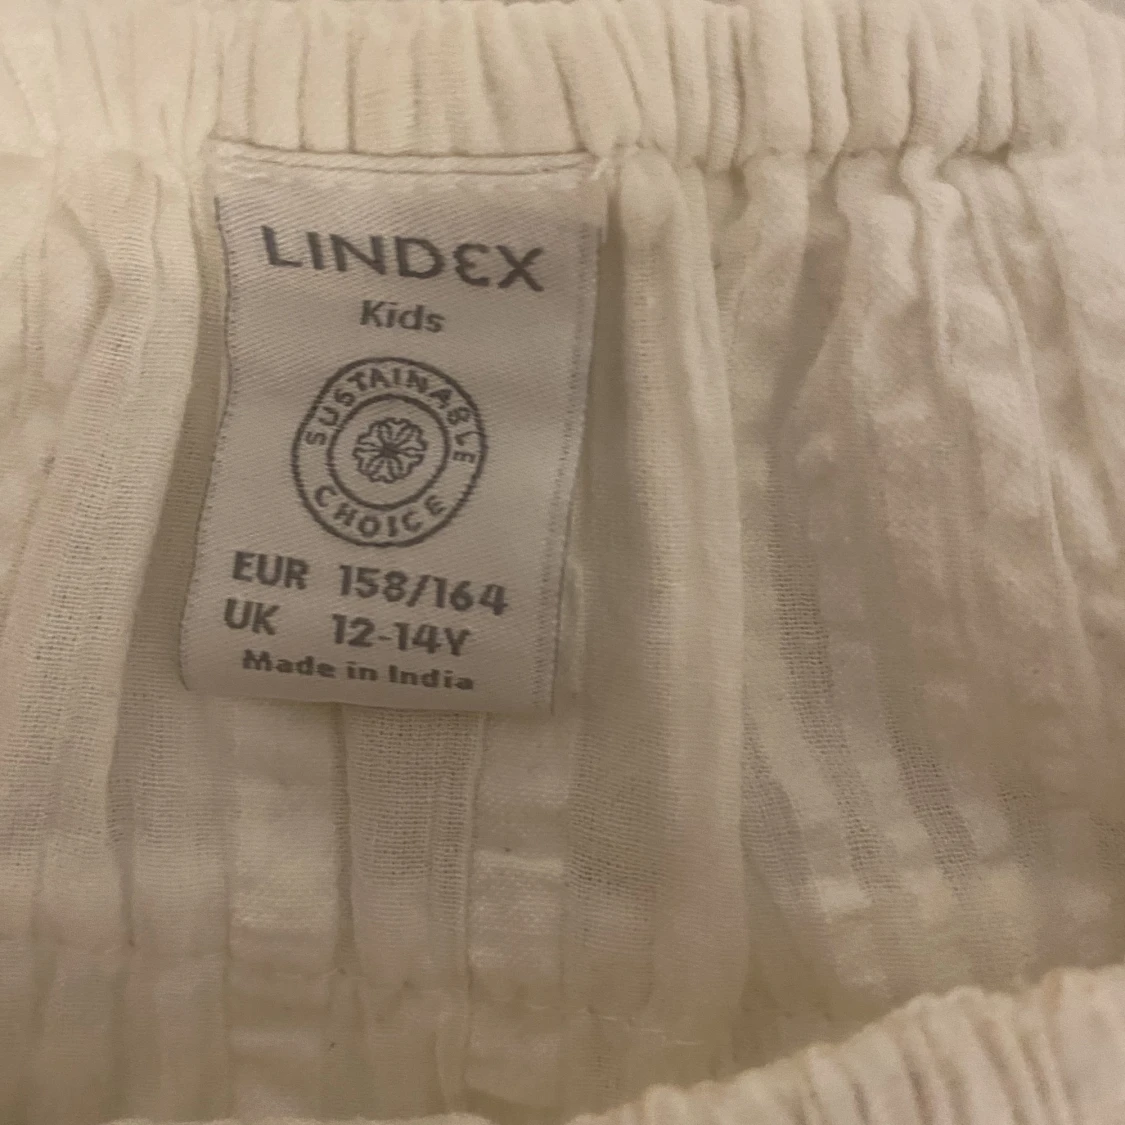 LINDEX
Kids
SUSTAINABLE
CHOICE
EUR 158/164
UK 12-14Y
Made in India